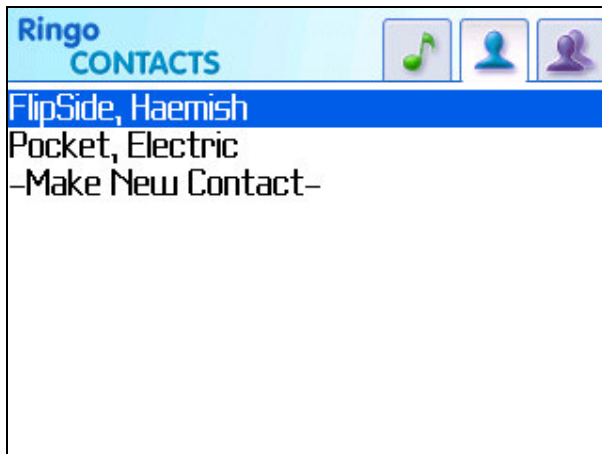 Ringo
CONTACTS
FlipSide, Haemish
Pocket, Electric
-Make New Contact-